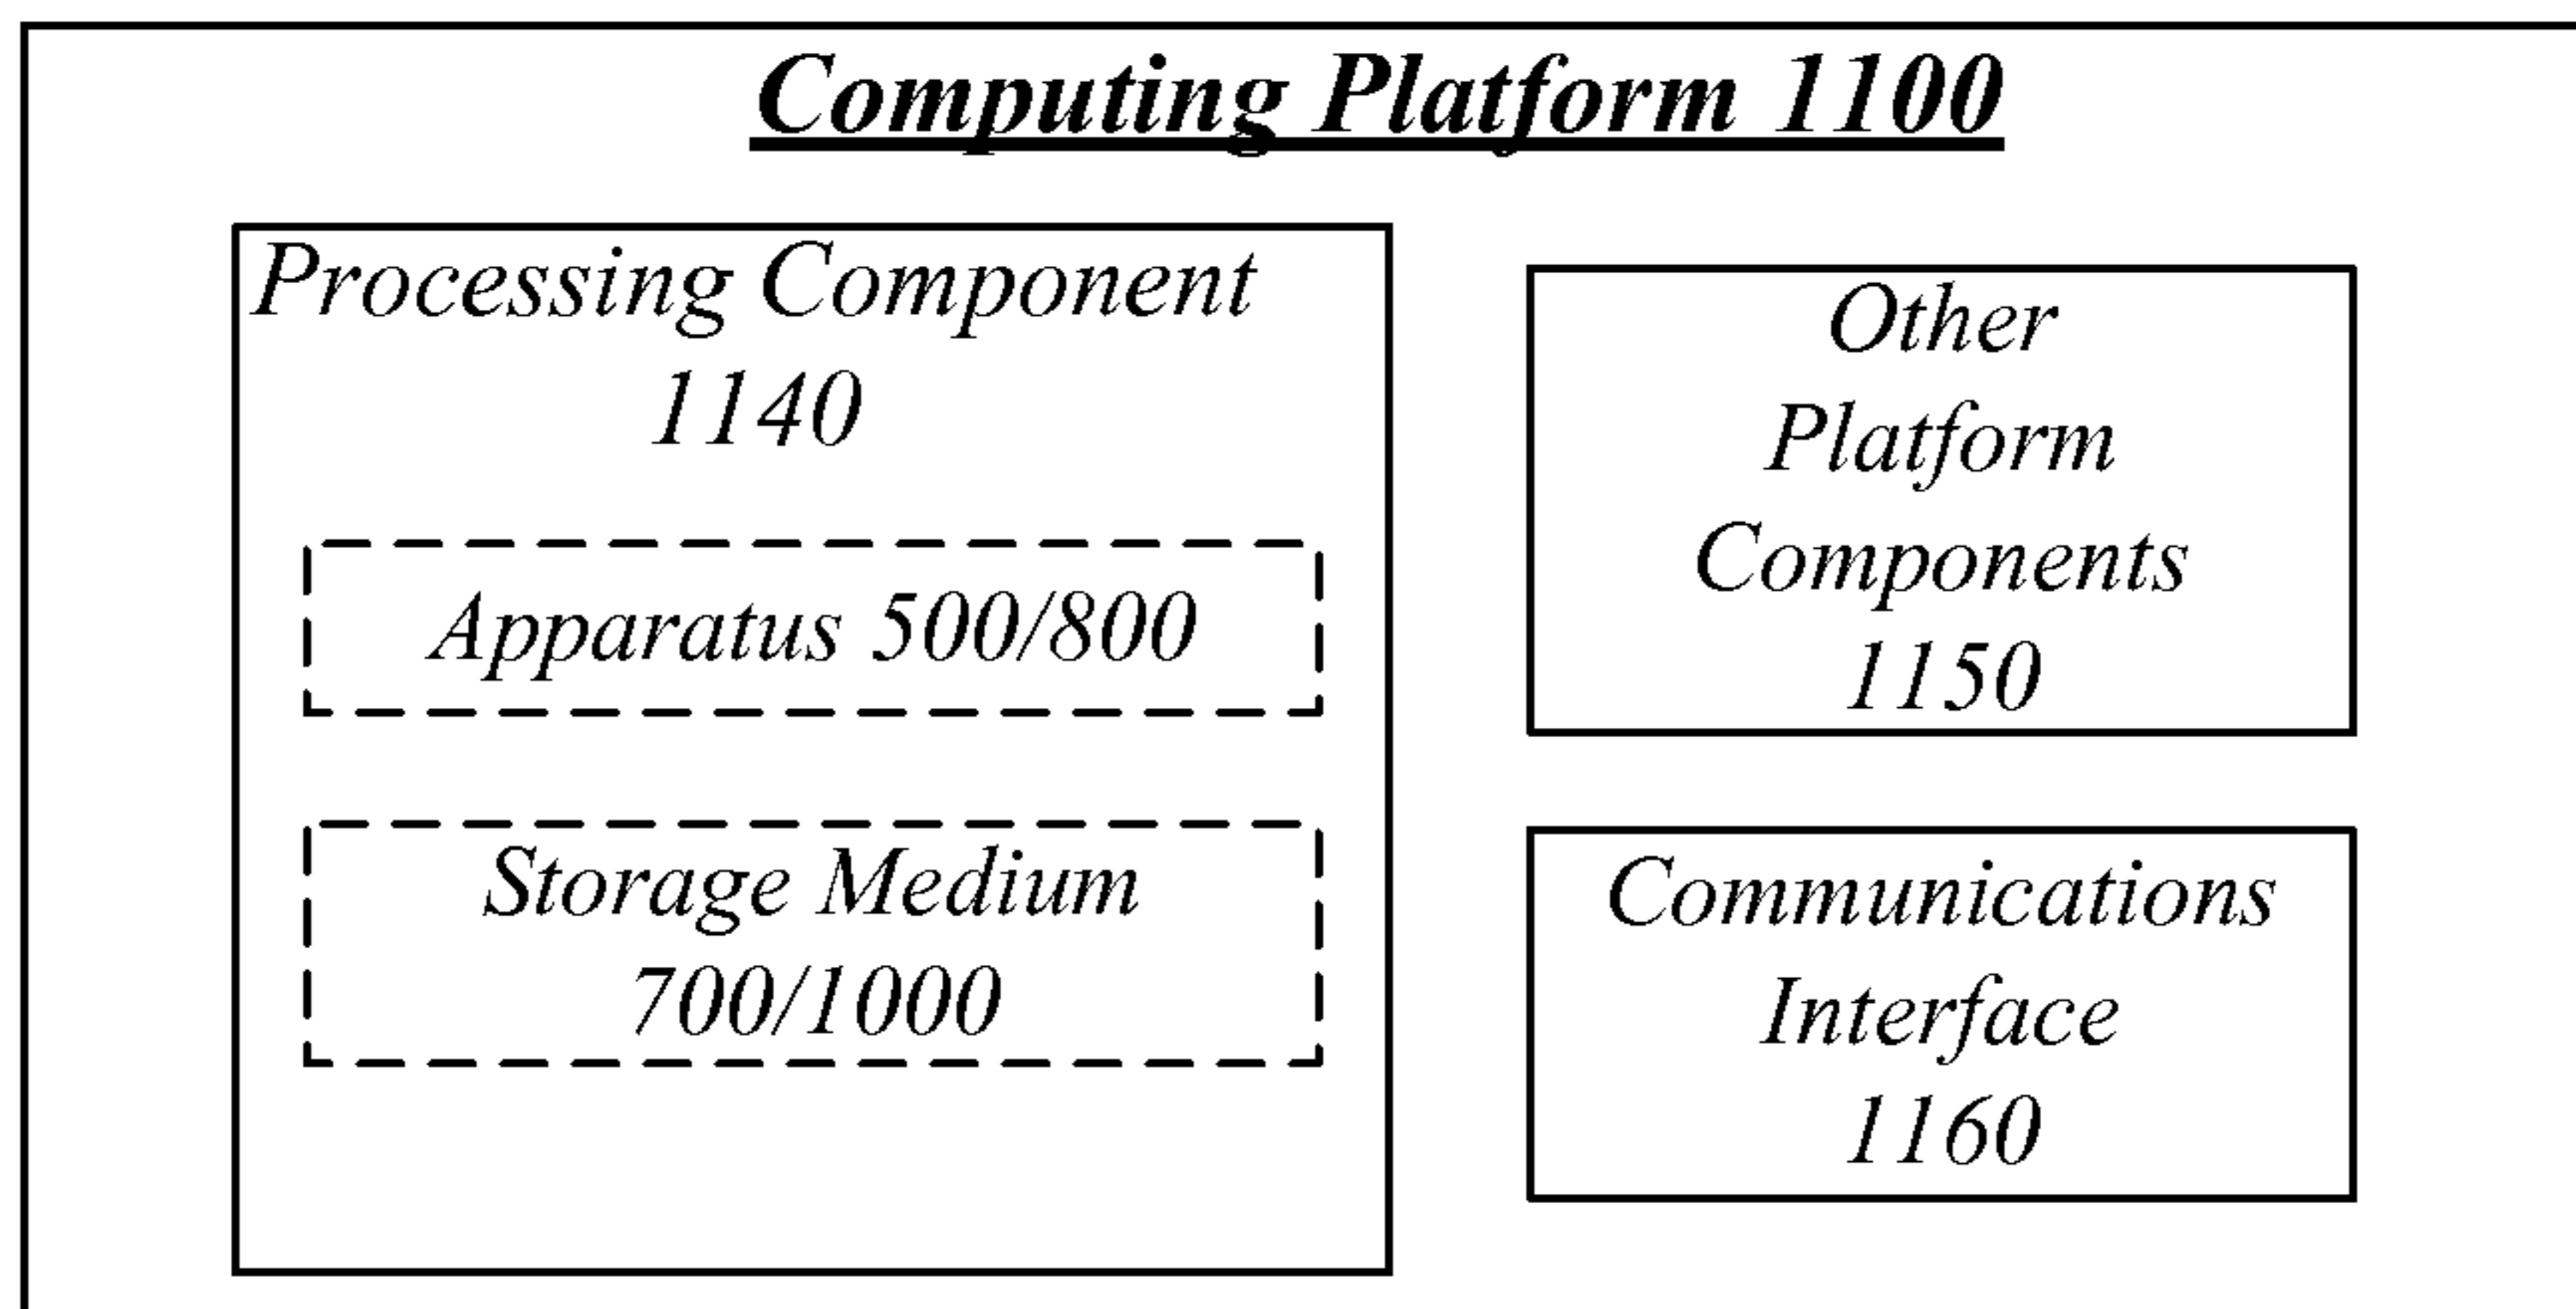 Computing Platform 1100
Processing Component
1140
Apparatus 500/800
Storage Medium
700/1000
Other
Platform
Components
1150
Communications
Interface
1160